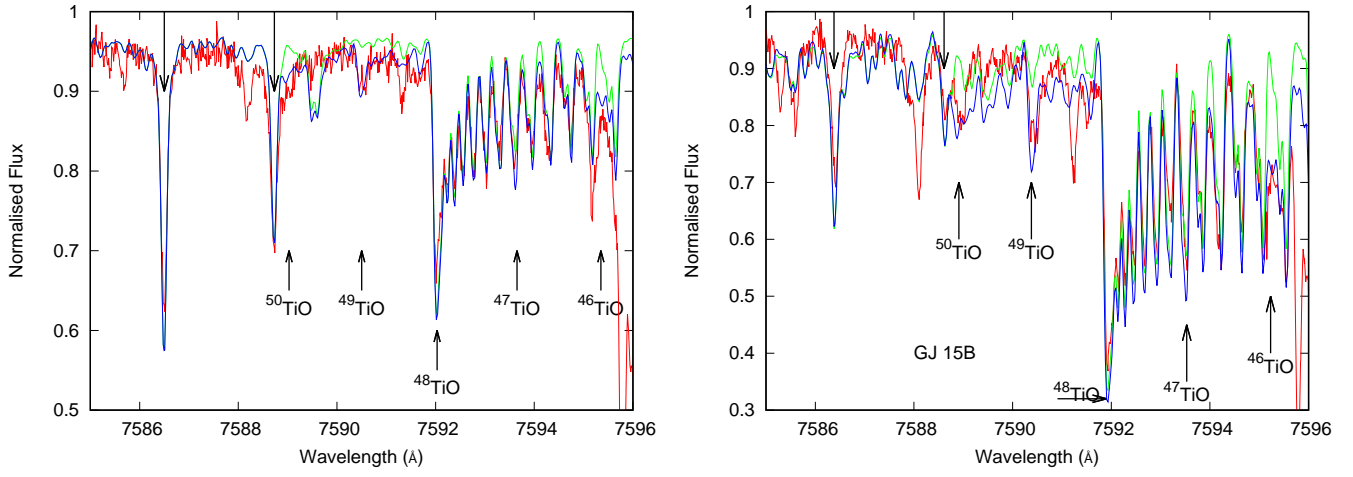 1
0.9
0.8
0.7
0.6
0.5
7586
7588
7590
7592
7594
7596
Normalised Flux
Wavelength (Å)
⁵⁰TiO
⁴⁹TiO
⁴⁷TiO
⁴⁶TiO
⁴⁸TiO
1
0.9
0.8
0.7
0.6
0.5
0.4
0.3
7586
7588
7590
7592
7594
7596
Normalised Flux
Wavelength (Å)
⁵⁰TiO
⁴⁹TiO
GJ 15B
⁴⁶TiO
⁴⁸TiO
⁴⁷TiO